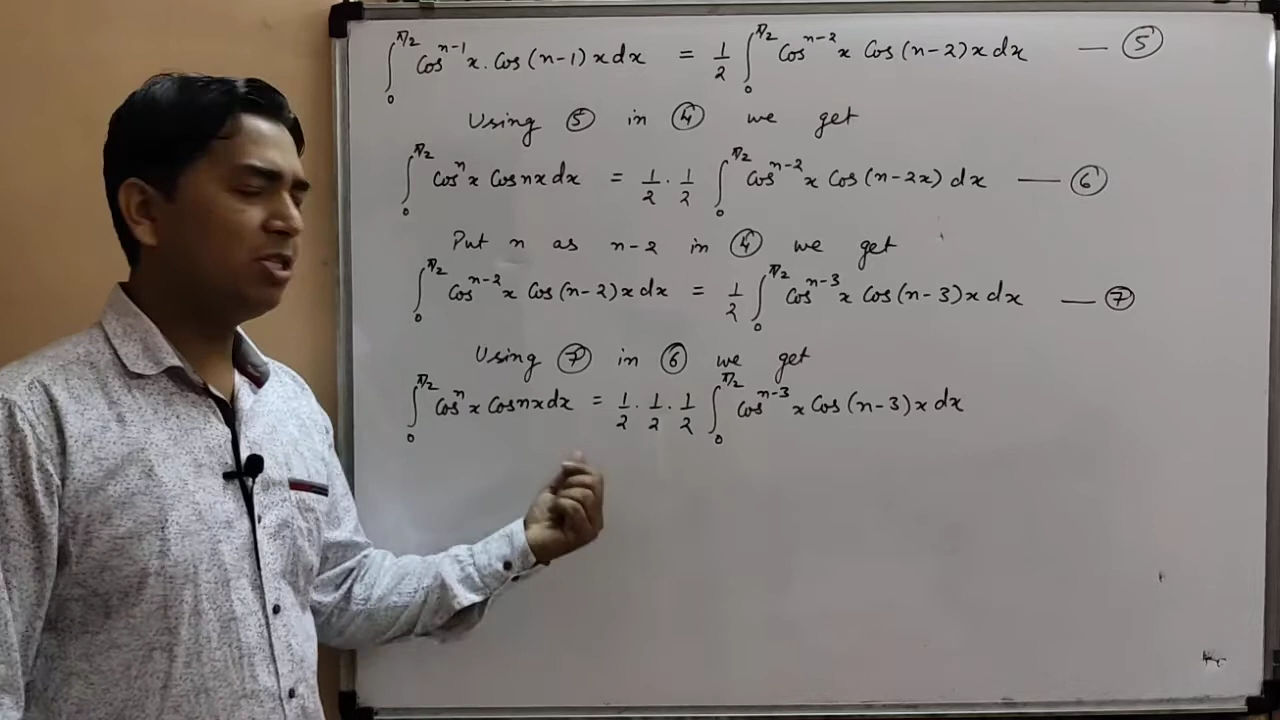 ∫₀^{π/2} Cos^{n-1} x . Cos (n-1) x dx = 1/2 ∫₀^{π/2} Cos^{n-2} x Cos (n-2) x dx — ⑤
Using ⑤ in ④ we get
∫₀^{π/2} Cos^n x Cosnx dx = 1/2 . 1/2 ∫₀^{π/2} Cos^{n-2} x Cos (n-2x) dx — ⑥
Put n as n-2 in ④ we get
∫₀^{π/2} Cos^{n-2} x Cos (n-2) x dx = 1/2 ∫₀^{π/2} Cos^{n-3} x Cos (n-3) x dx — ⑦
Using ⑦ in ⑥ we get
∫₀^{π/2} Cos^n x Cosnx dx = 1/2 . 1/2 . 1/2 ∫₀^{π/2} Cos^{n-3} x Cos (n-3) x dx